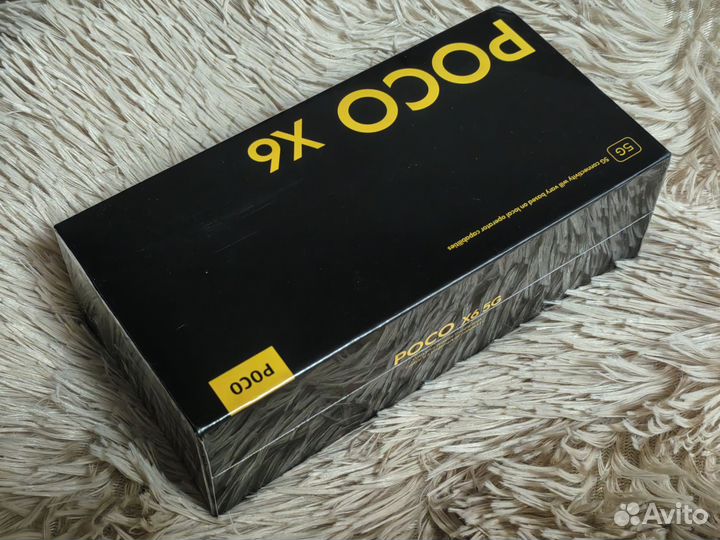 POCO X6
5G
5G connectivity will vary based on local operator capabilities
POCO
POCO X6 5G
Avito